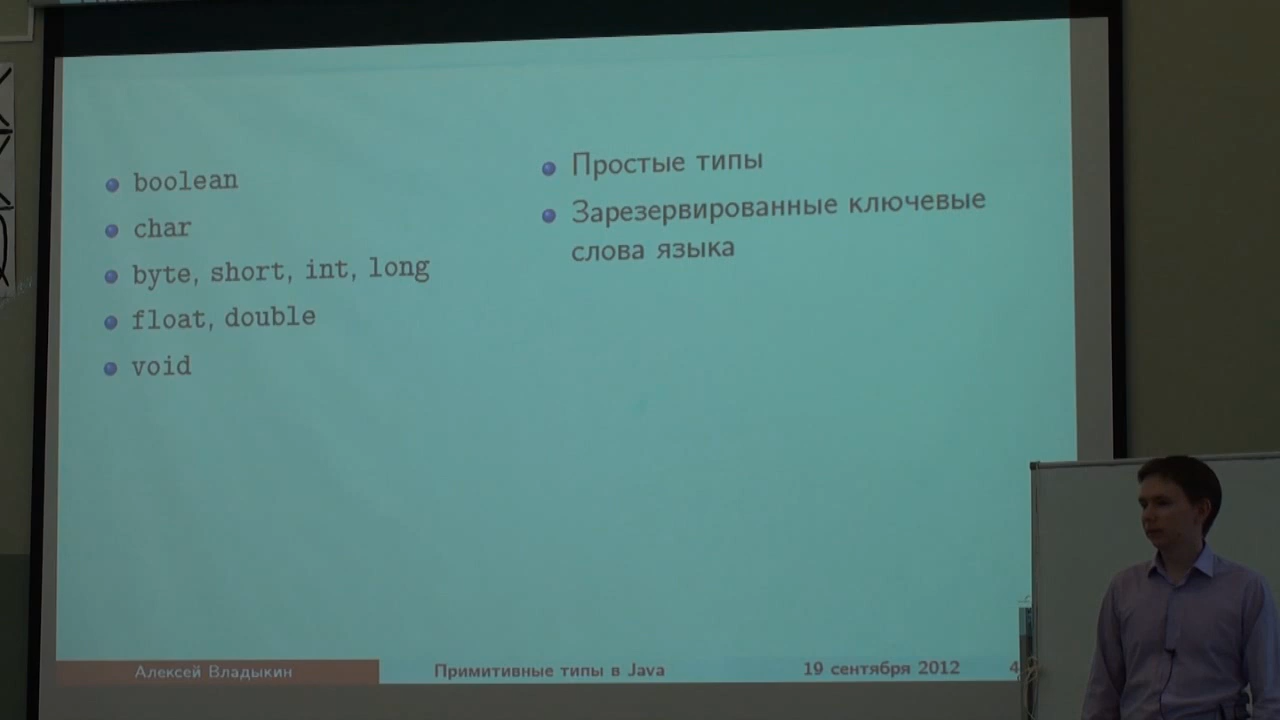 boolean
char
byte, short, int, long
float, double
void
Простые типы
Зарезервированные ключевые
слова языка
Алексей Владыкин
Примитивные типы в Java
19 сентября 2012
4